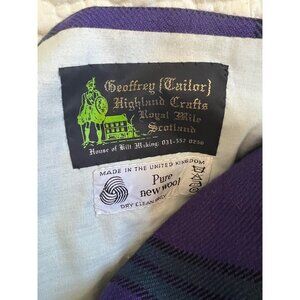 Geoffrey {Tailor}
Highland Crafts
Royal Mile
Scotland
House of Kilt Making. 031-557 0256
MADE IN THE UNITED KINGDOM
Pure
new wool
DRY CLEAN ONLY